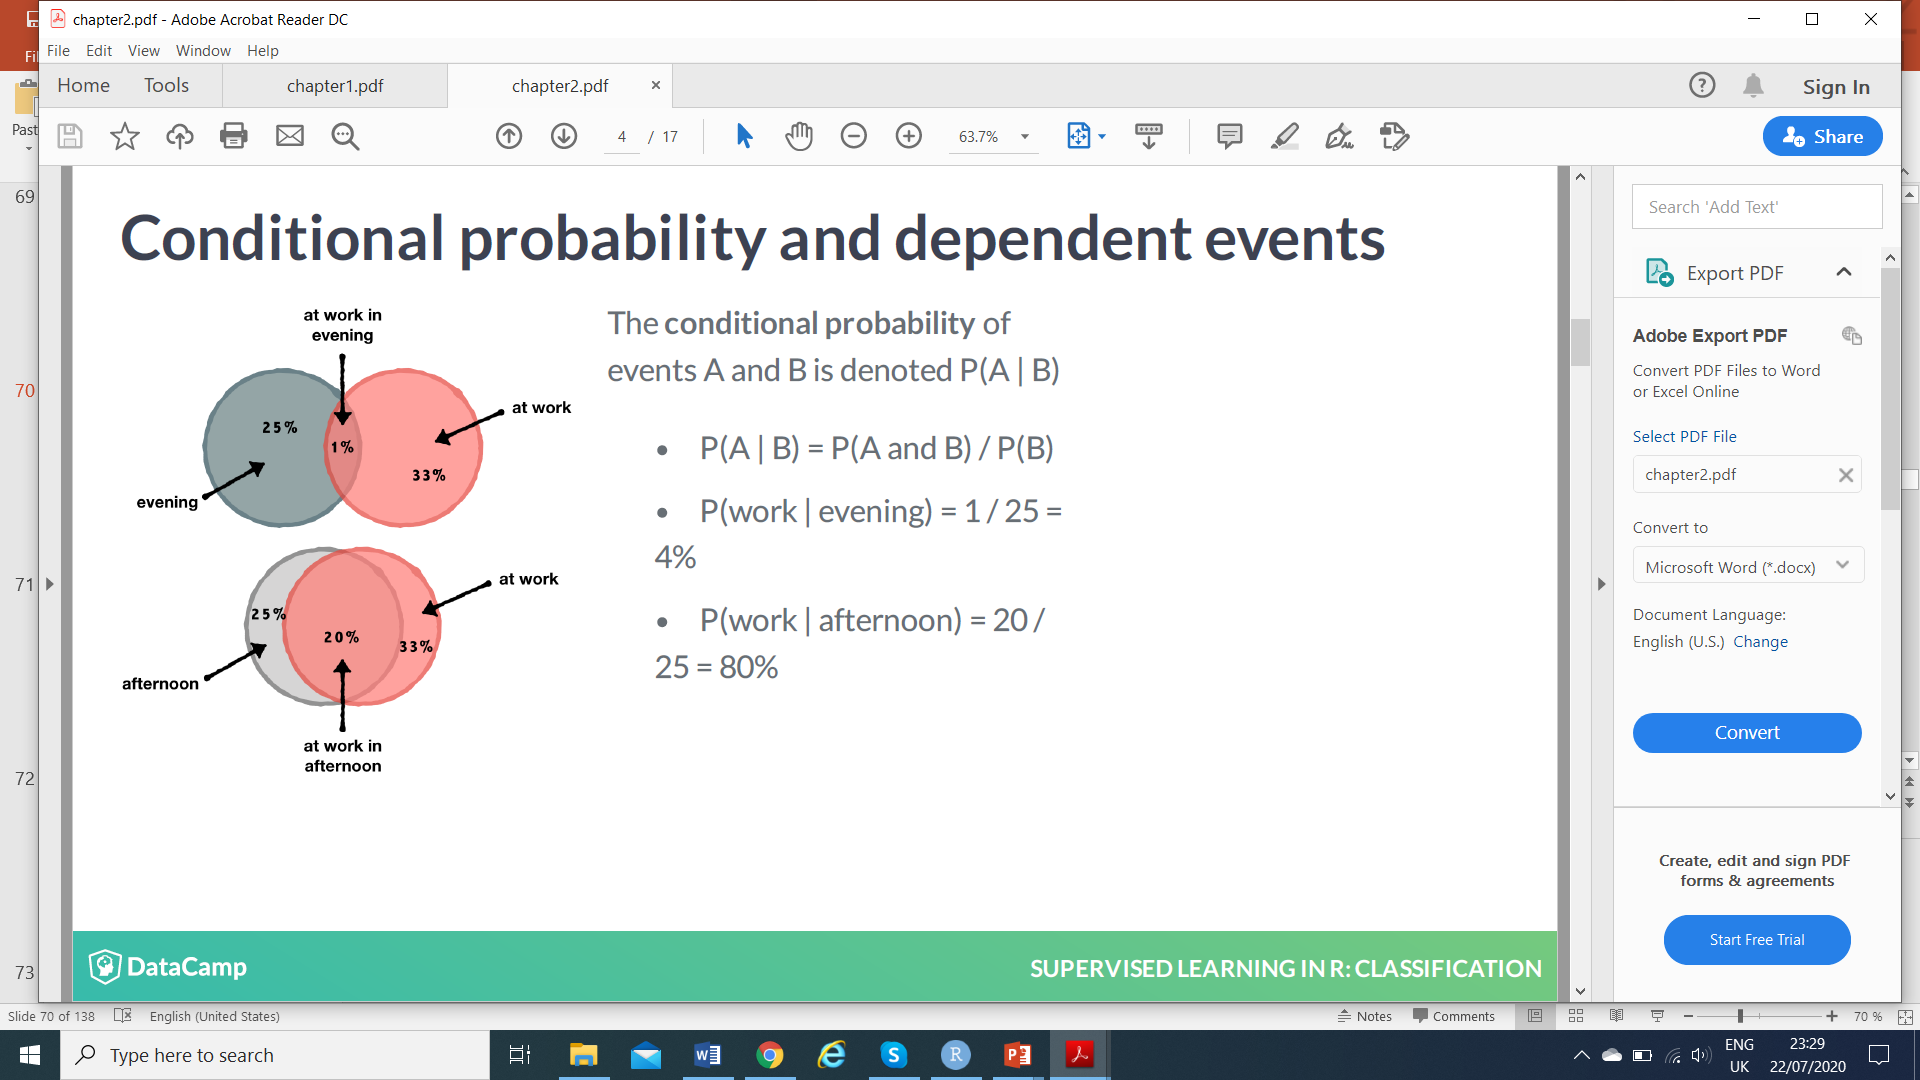 chapter2.pdf - Adobe Acrobat Reader DC
File Edit View Window Help
Home Tools chapter1.pdf chapter2.pdf Sign In
4 / 17 63.7% Share
Past
69
70
71
72
73
Conditional probability and dependent events
at work in
evening
25%
1%
33%
at work
evening
at work
25%
20%
33%
afternoon
at work in
afternoon
The conditional probability of
events A and B is denoted P(A | B)
• P(A | B) = P(A and B) / P(B)
• P(work | evening) = 1 / 25 =
4%
• P(work | afternoon) = 20 /
25 = 80%
DataCamp
SUPERVISED LEARNING IN R: CLASSIFICATION
Search 'Add Text'
Export PDF
Adobe Export PDF
Convert PDF Files to Word
or Excel Online
Select PDF File
chapter2.pdf
Convert to
Microsoft Word (*.docx)
Document Language:
English (U.S.) Change
Convert
Create, edit and sign PDF
forms & agreements
Start Free Trial
Slide 70 of 138 English (United States) Notes Comments 70 %
Type here to search
ENG
UK
23:29
22/07/2020